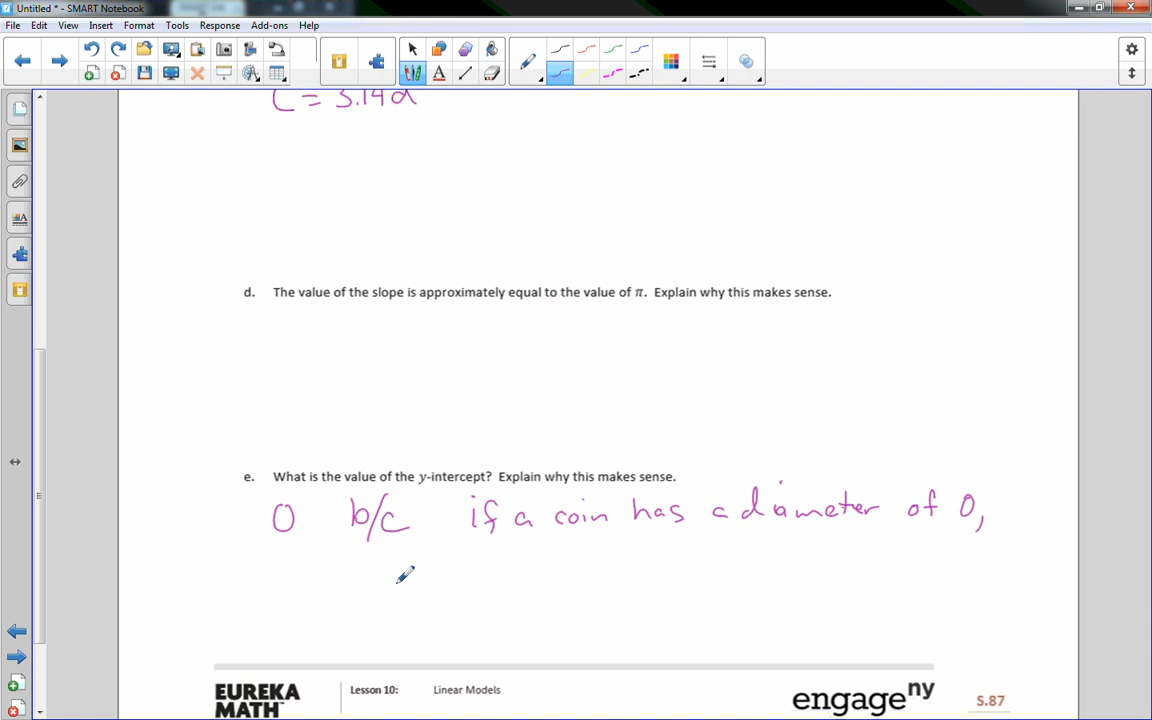 Untitled * - SMART Notebook
File Edit View Insert Format Tools Response Add-ons Help
C = 3.14d
d. The value of the slope is approximately equal to the value of π. Explain why this makes sense.
e. What is the value of the y-intercept? Explain why this makes sense.
0 b/c if a coin has a diameter of 0,
EUREKA MATH™
Lesson 10: Linear Models
engage ny
S.87